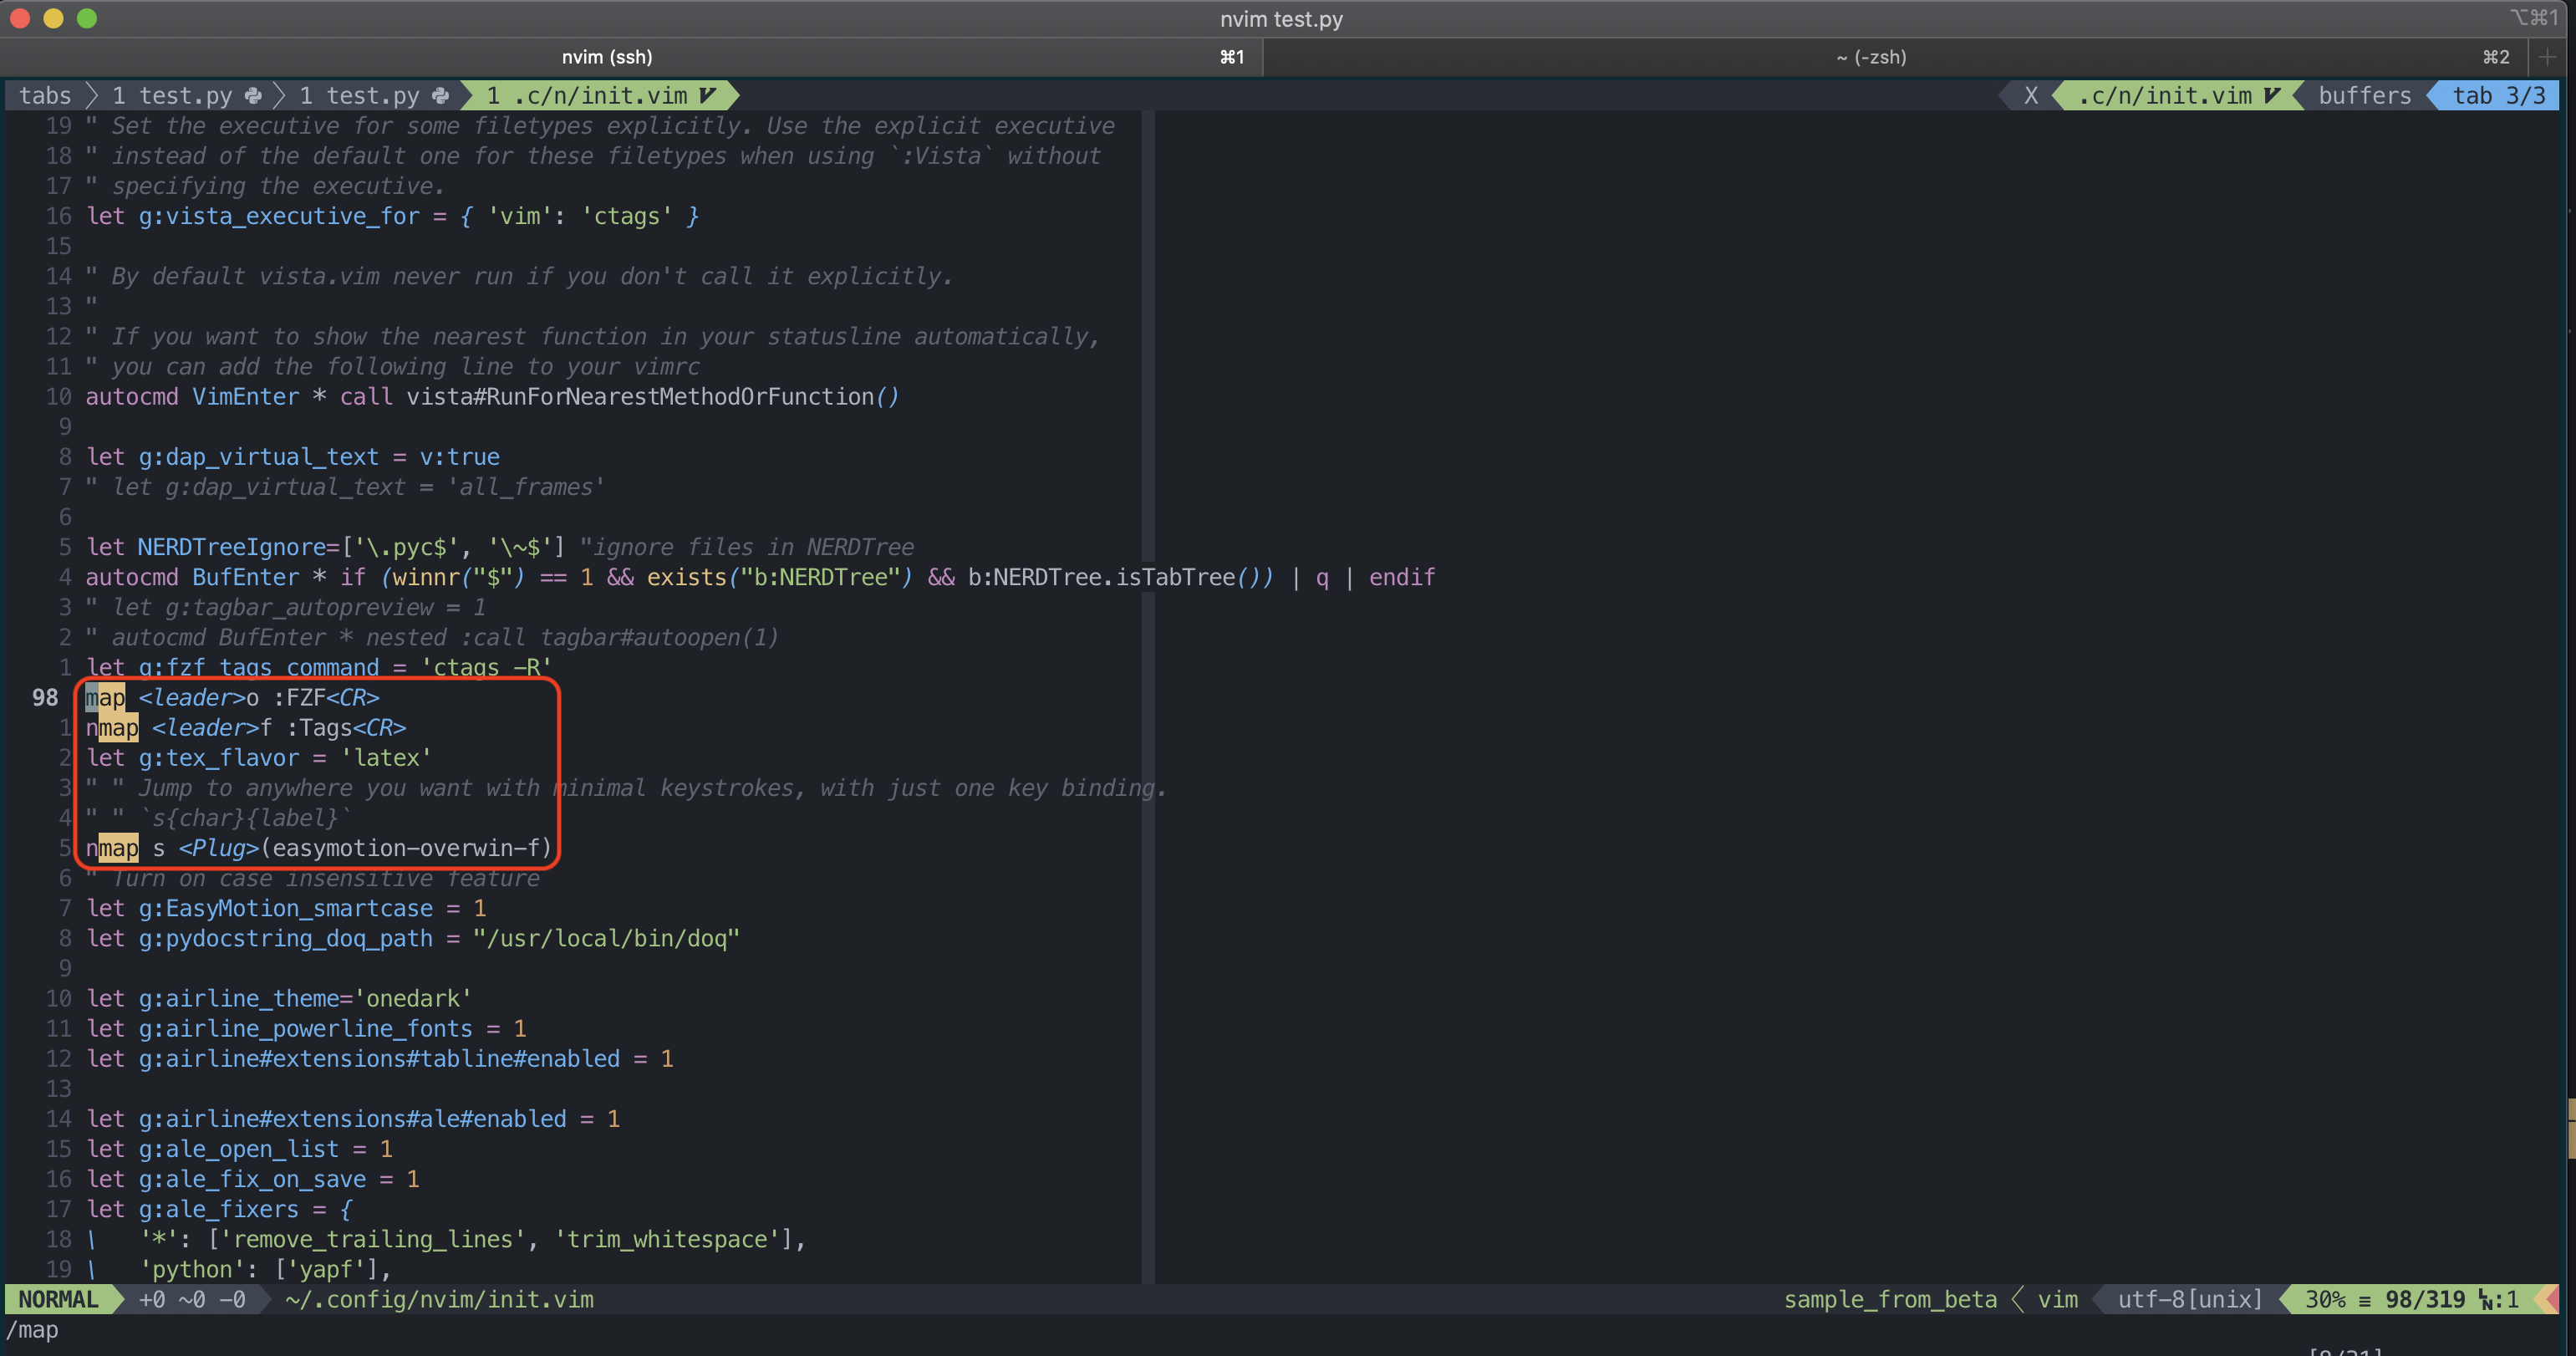 nvim test.py
⌥⌘1
nvim (ssh) ⌘1 ~ (-zsh) ⌘2
tabs 1 test.py 1 test.py 1 .c/n/init.vim X .c/n/init.vim buffers tab 3/3
19 " Set the executive for some filetypes explicitly. Use the explicit executive
18 " instead of the default one for these filetypes when using `:Vista` without
17 " specifying the executive.
16 let g:vista_executive_for = { 'vim': 'ctags' }
15
14 " By default vista.vim never run if you don't call it explicitly.
13 "
12 " If you want to show the nearest function in your statusline automatically,
11 " you can add the following line to your vimrc
10 autocmd VimEnter * call vista#RunForNearestMethodOrFunction()
9
8 let g:dap_virtual_text = v:true
7 " let g:dap_virtual_text = 'all_frames'
6
5 let NERDTreeIgnore=['\.pyc$', '\~$'] "ignore files in NERDTree
4 autocmd BufEnter * if (winnr("$") == 1 && exists("b:NERDTree") && b:NERDTree.isTabTree()) | q | endif
3 " let g:tagbar_autopreview = 1
2 " autocmd BufEnter * nested :call tagbar#autoopen(1)
1 let g:fzf_tags_command = 'ctags -R'
98 map <leader>o :FZF<CR>
1 nmap <leader>f :Tags<CR>
2 let g:tex_flavor = 'latex'
3 " " Jump to anywhere you want with minimal keystrokes, with just one key binding.
4 " " `s{char}{label}`
5 nmap s <Plug>(easymotion-overwin-f)
6 " Turn on case insensitive feature
7 let g:EasyMotion_smartcase = 1
8 let g:pydocstring_doq_path = "/usr/local/bin/doq"
9
10 let g:airline_theme='onedark'
11 let g:airline_powerline_fonts = 1
12 let g:airline#extensions#tabline#enabled = 1
13
14 let g:airline#extensions#ale#enabled = 1
15 let g:ale_open_list = 1
16 let g:ale_fix_on_save = 1
17 let g:ale_fixers = {
18 \   '*': ['remove_trailing_lines', 'trim_whitespace'],
19 \   'python': ['yapf'],
NORMAL +0 ~0 -0 ~/.config/nvim/init.vim sample_from_beta vim utf-8[unix] 30% ≡ 98/319 :1
/map